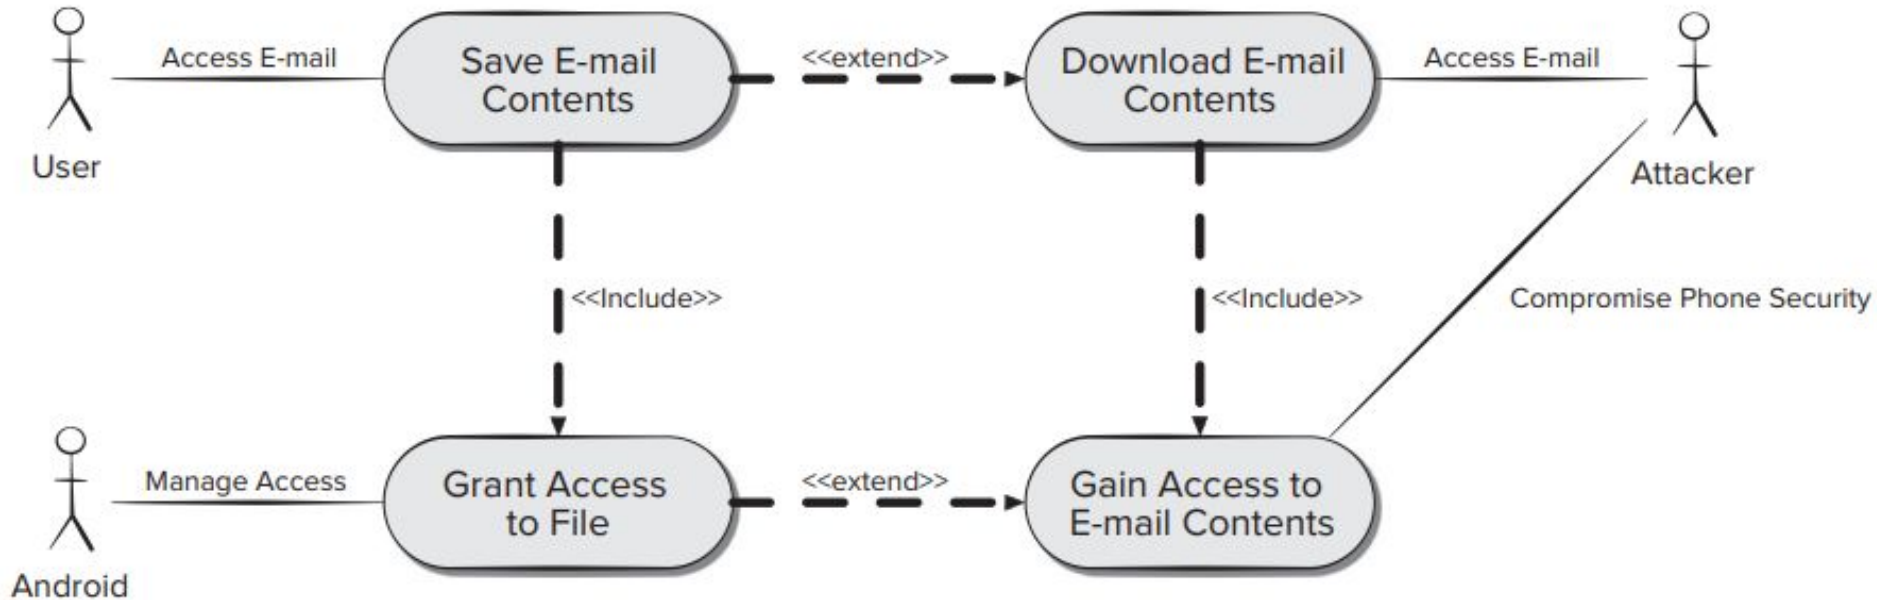 Access E-mail
Save E-mail
Contents
<<extend>>
Download E-mail
Contents
Access E-mail
User
Attacker
<<Include>>
<<Include>>
Compromise Phone Security
Manage Access
Grant Access
to File
<<extend>>
Gain Access to
E-mail Contents
Android